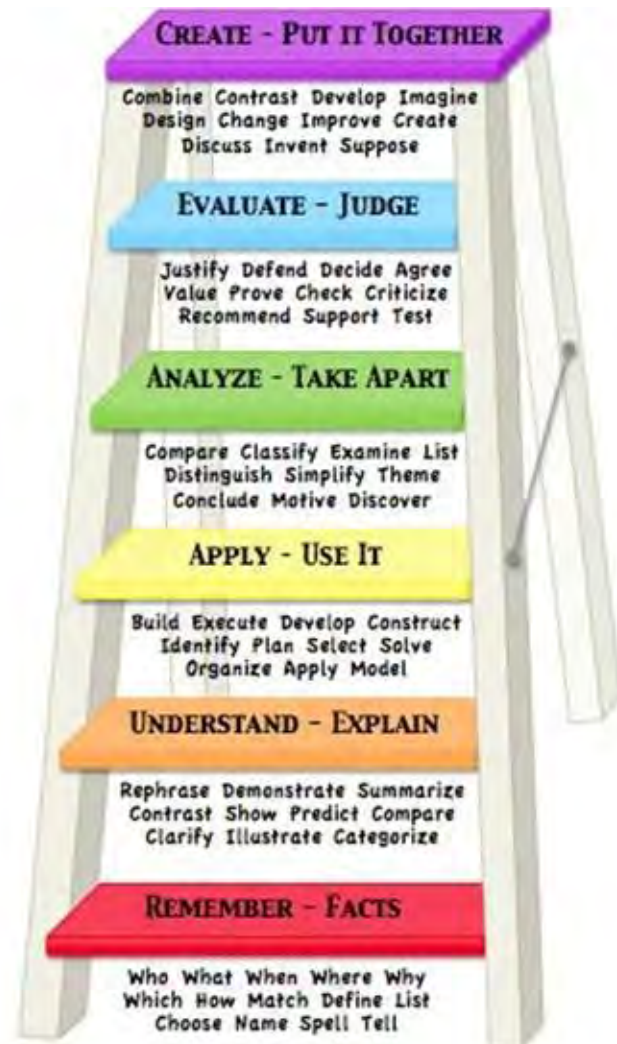 CREATE - PUT IT TOGETHER
Combine Contrast Develop Imagine
Design Change Improve Create
Discuss Invent Suppose
EVALUATE - JUDGE
Justify Defend Decide Agree
Value Prove Check Criticize
Recommend Support Test
ANALYZE - TAKE APART
Compare Classify Examine List
Distinguish Simplify Theme
Conclude Motive Discover
APPLY - USE IT
Build Execute Develop Construct
Identify Plan Select Solve
Organize Apply Model
UNDERSTAND - EXPLAIN
Rephrase Demonstrate Summarize
Contrast Show Predict Compare
Clarify Illustrate Categorize
REMEMBER - FACTS
Who What When Where Why
Which How Match Define List
Choose Name Spell Tell